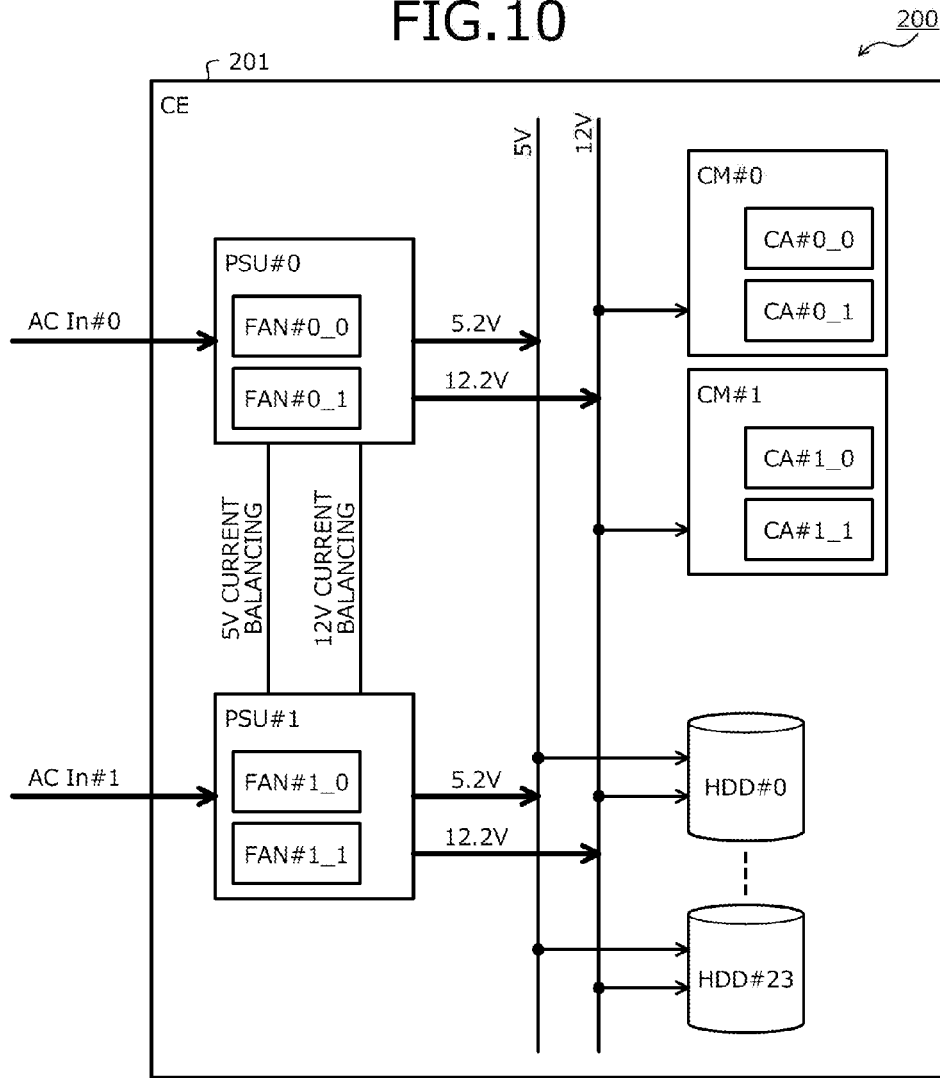 FIG.10
200
201
CE
5V
12V
CM#0
CA#0_0
CA#0_1
PSU#0
FAN#0_0
FAN#0_1
AC In#0
5.2V
12.2V
CM#1
CA#1_0
CA#1_1
5V CURRENT
BALANCING
12V CURRENT
BALANCING
PSU#1
FAN#1_0
FAN#1_1
AC In#1
5.2V
12.2V
HDD#0
HDD#23